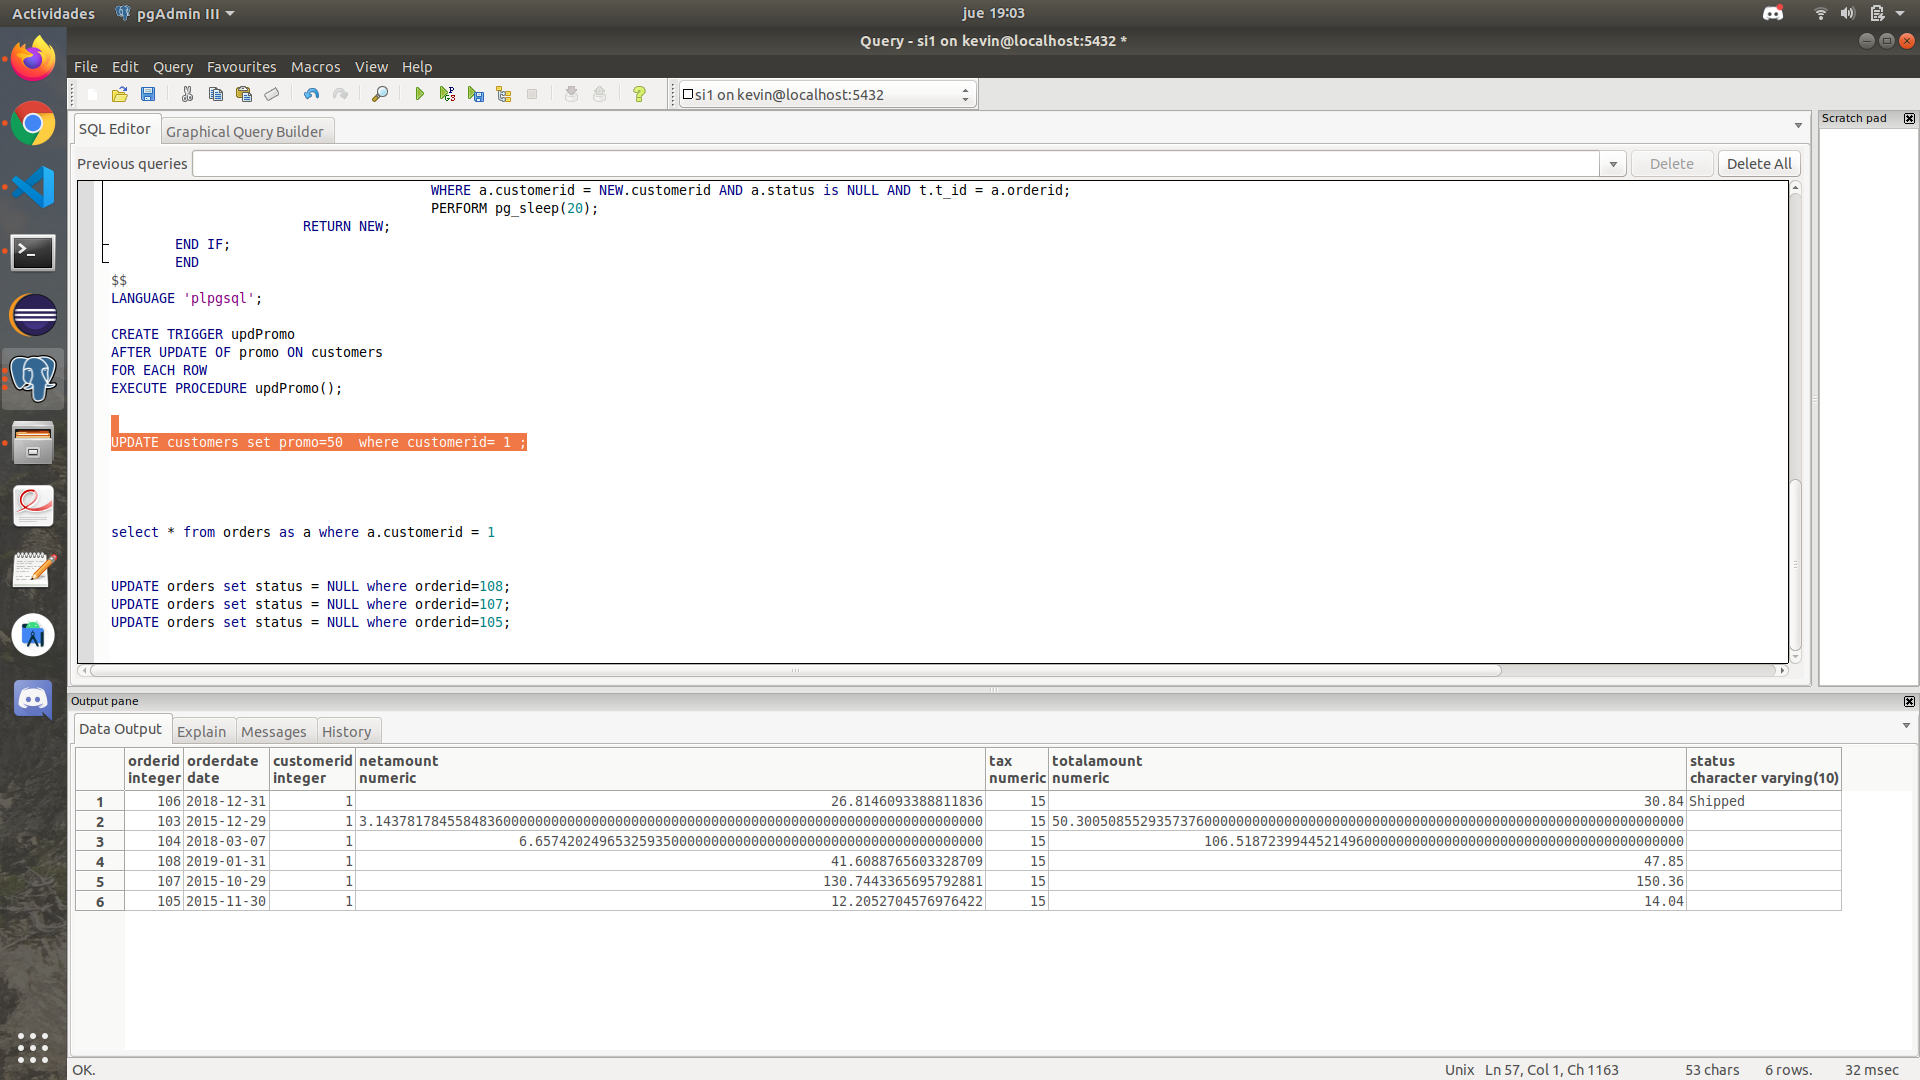 Actividades pgAdmin III jue 19:03
Query - si1 on kevin@localhost:5432 *
File Edit Query Favourites Macros View Help
si1 on kevin@localhost:5432
SQL Editor Graphical Query Builder
Scratch pad
Previous queries Delete Delete All
WHERE a.customerid = NEW.customerid AND a.status is NULL AND t.t_id = a.orderid;
PERFORM pg_sleep(20);
RETURN NEW;
END IF;
END
$$
LANGUAGE 'plpgsql';
CREATE TRIGGER updPromo
AFTER UPDATE OF promo ON customers
FOR EACH ROW
EXECUTE PROCEDURE updPromo();
UPDATE customers set promo=50  where customerid= 1 ;
select * from orders as a where a.customerid = 1
UPDATE orders set status = NULL where orderid=108;
UPDATE orders set status = NULL where orderid=107;
UPDATE orders set status = NULL where orderid=105;
Output pane
Data Output Explain Messages History
orderid orderdate customerid netamount tax totalamount status
integer date integer numeric numeric numeric character varying(10)
1 106 2018-12-31 1 26.8146093388811836 15 30.84 Shipped
2 103 2015-12-29 1 15
3 104 2018-03-07 1 15
4 108 2019-01-31 1 41.6088765603328709 15 47.85
5 107 2015-10-29 1 130.7443365695792881 15 150.36
6 105 2015-11-30 1 12.2052704576976422 15 14.04
OK. Unix Ln 57, Col 1, Ch 1163 53 chars 6 rows. 32 msec